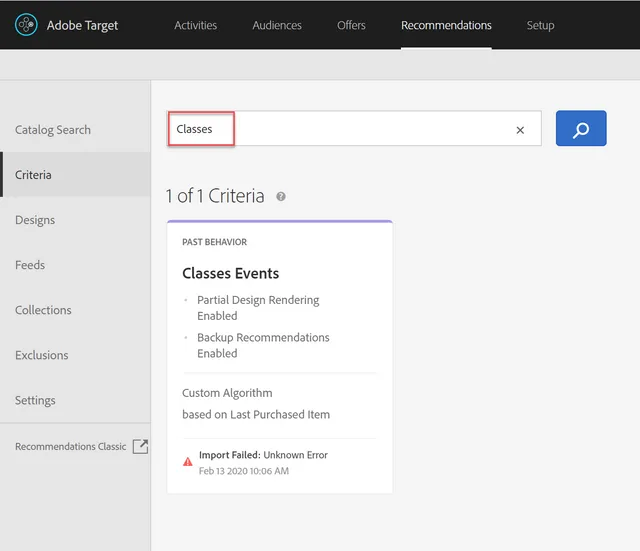 Adobe Target
Activities
Audiences
Offers
Recommendations
Setup
Catalog Search
Criteria
Designs
Feeds
Collections
Exclusions
Settings
Recommendations Classic
Classes
1 of 1 Criteria
PAST BEHAVIOR
Classes Events
Partial Design Rendering
Enabled
Backup Recommendations
Enabled
Custom Algorithm
based on Last Purchased Item
Import Failed: Unknown Error
Feb 13 2020 10:06 AM